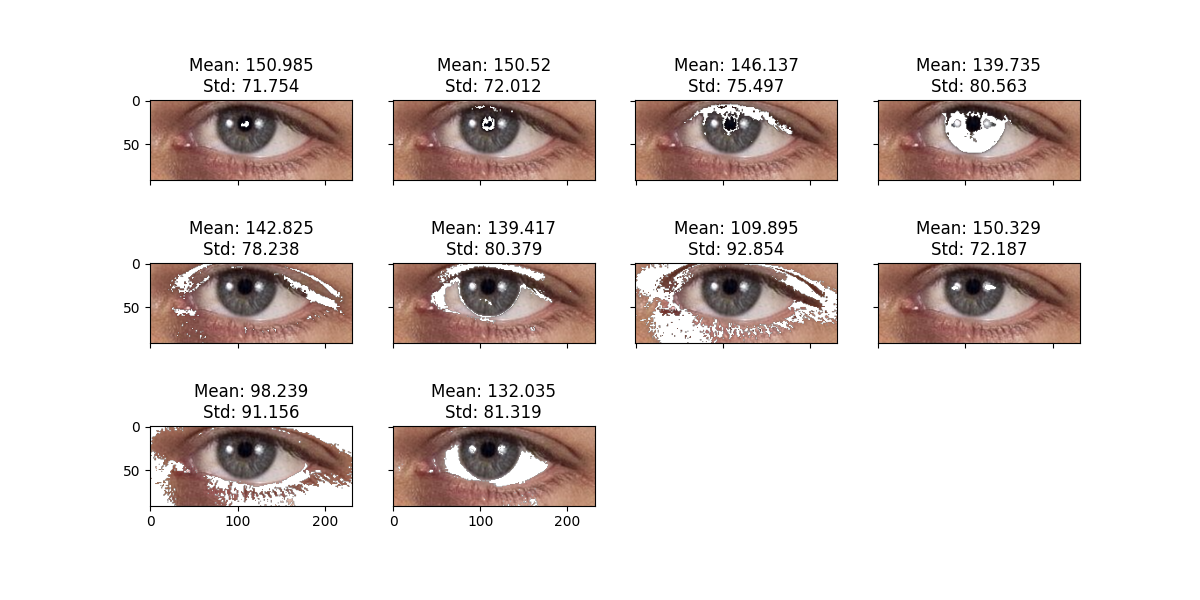 Mean: 150.985
Std: 71.754
Mean: 150.52
Std: 72.012
Mean: 146.137
Std: 75.497
Mean: 139.735
Std: 80.563
0
50
Mean: 142.825
Std: 78.238
Mean: 139.417
Std: 80.379
Mean: 109.895
Std: 92.854
Mean: 150.329
Std: 72.187
0
50
Mean: 98.239
Std: 91.156
Mean: 132.035
Std: 81.319
0
50
0 100 200
0 100 200